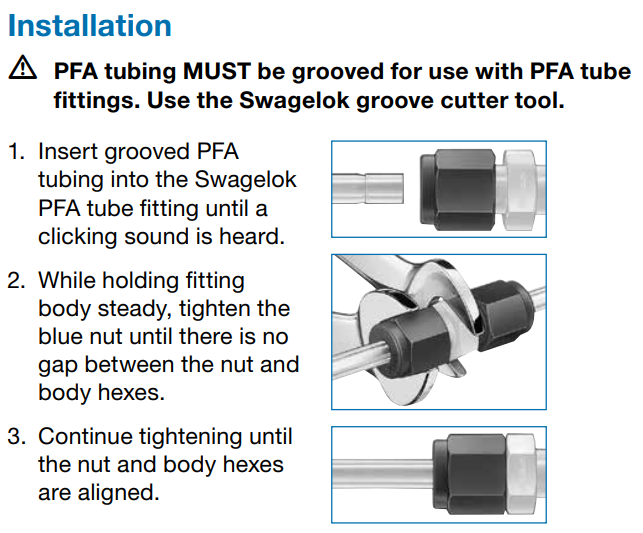 Installation
⚠ PFA tubing MUST be grooved for use with PFA tube
fittings. Use the Swagelok groove cutter tool.
1. Insert grooved PFA
tubing into the Swagelok
PFA tube fitting until a
clicking sound is heard.
2. While holding fitting
body steady, tighten the
blue nut until there is no
gap between the nut and
body hexes.
3. Continue tightening until
the nut and body hexes
are aligned.